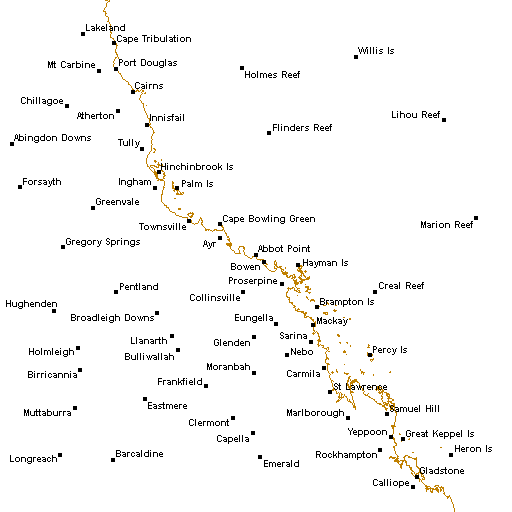 Lakeland
Cape Tribulation
Willis Is
Mt Carbine
Port Douglas
Holmes Reef
Cairns
Chillagoe
Atherton
Innisfail
Lihou Reef
Flinders Reef
Abingdon Downs
Tully
Hinchinbrook Is
Forsayth
Ingham
Palm Is
Greenvale
Townsville
Cape Bowling Green
Marion Reef
Gregory Springs
Ayr
Abbot Point
Bowen
Hayman Is
Proserpine
Pentland
Collinsville
Creal Reef
Hughenden
Brampton Is
Broadleigh Downs
Eungella
Mackay
Llanarth
Glenden
Sarina
Holmleigh
Bulliwallah
Nebo
Percy Is
Birricannia
Moranbah
Carmila
Frankfield
St Lawrence
Muttaburra
Eastmere
Marlborough
Samuel Hill
Clermont
Capella
Yeppoon
Great Keppel Is
Longreach
Barcaldine
Emerald
Rockhampton
Heron Is
Gladstone
Calliope